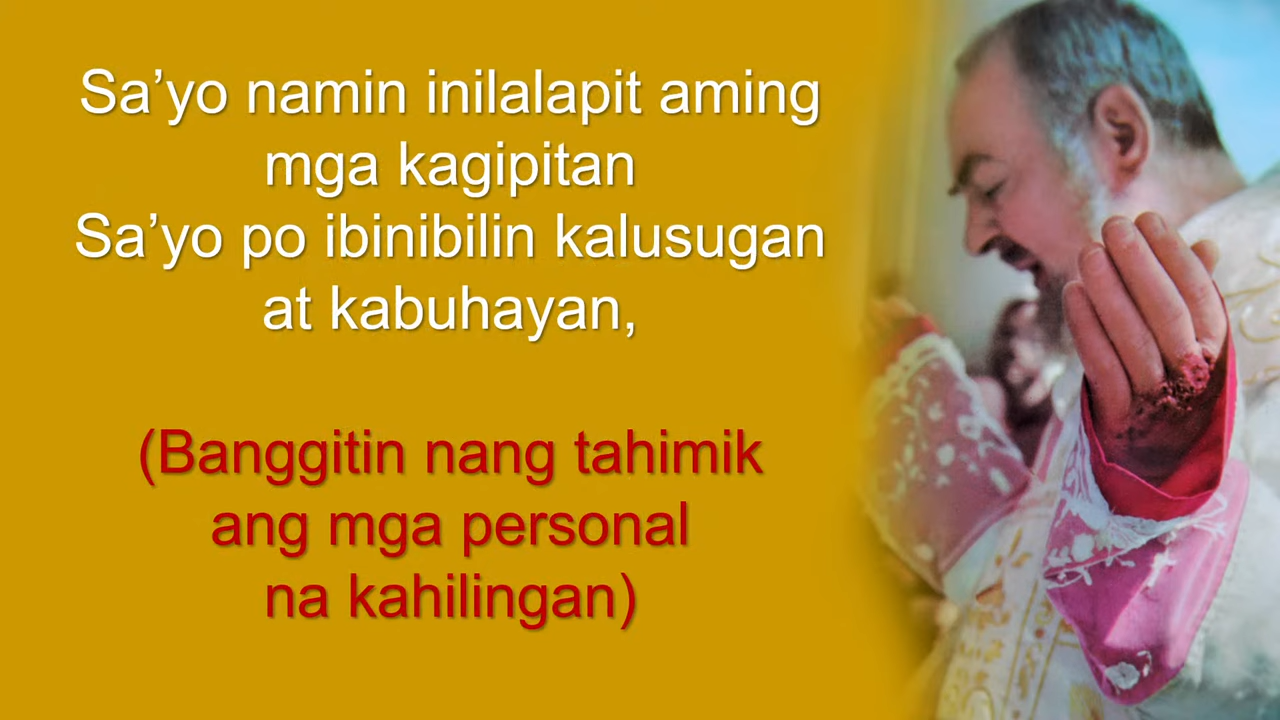 Sa’yo namin inilalapit aming
mga kagipitan
Sa’yo po ibinibilin kalusugan
at kabuhayan,
(Banggitin nang tahimik
ang mga personal
na kahilingan)